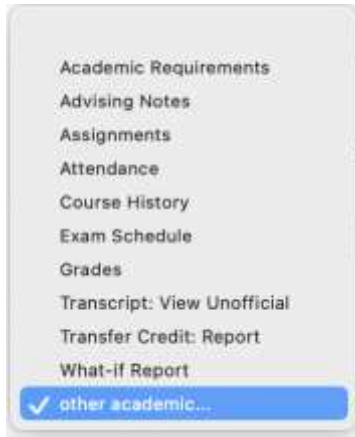 Academic Requirements
Advising Notes
Assignments
Attendance
Course History
Exam Schedule
Grades
Transcript: View Unofficial
Transfer Credit: Report
What-if Report
other academic...